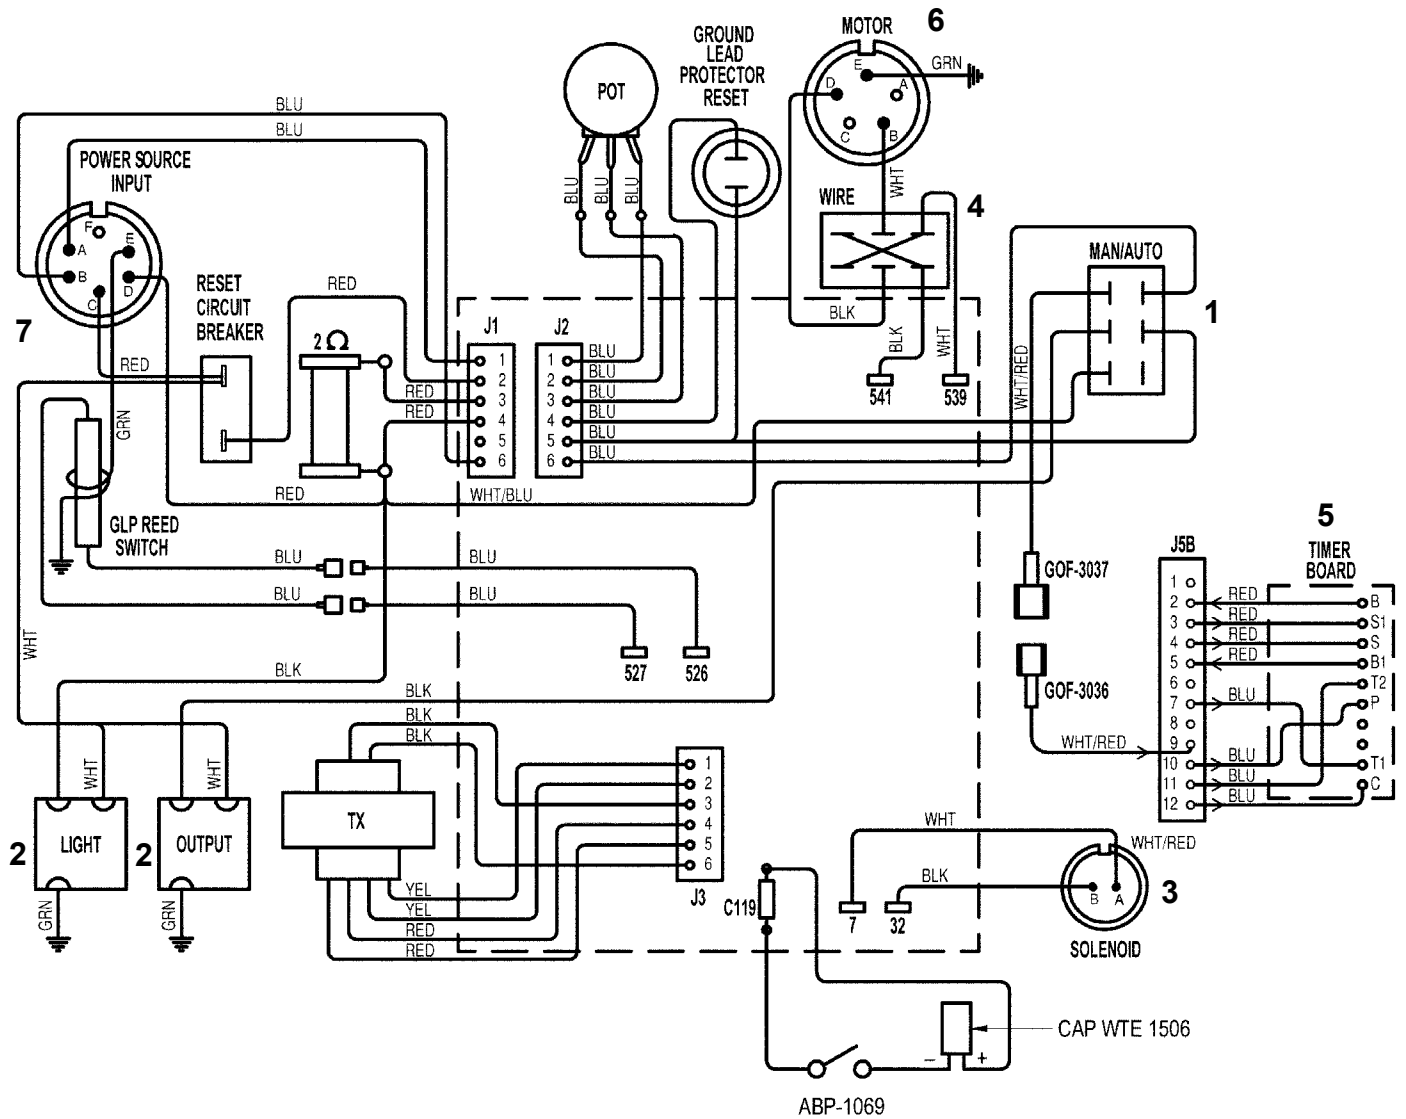 MOTOR
6
GROUND
LEAD
PROTECTOR
RESET
POT
E
GRN
D
A
C
B
BLU
BLU
POWER SOURCE
INPUT
F
A
E
B
D
C
7
BLU
BLU
BLU
WHT
WIRE
4
MAN/AUTO
1
RESET
CIRCUIT
BREAKER
RED
2 Ω
J1
J2
BLK
BLK
WHT
541
539
WHT/RED
RED
GRN
RED
RED
1
2
3
4
5
6
1
2
3
4
5
6
BLU
BLU
BLU
BLU
BLU
BLU
RED
WHT/BLU
GLP REED
SWITCH
BLU
BLU
BLU
BLU
527
526
WHT
BLK
BLK
BLK
BLK
GOF-3037
GOF-3036
WHT/RED
J5B
5
TIMER
BOARD
1
2 RED B
3 RED S1
4 RED S
5 RED B1
6 T2
7 BLU P
8
9
10 BLU T1
11 BLU C
12 BLU
WHT
WHT
2
LIGHT
2
OUTPUT
GRN
GRN
TX
1
2
3
4
5
6
J3
YEL
YEL
RED
RED
C119
WHT
WHT/RED
BLK
7
32
B
A
3
SOLENOID
CAP WTE 1506
– +
ABP-1069